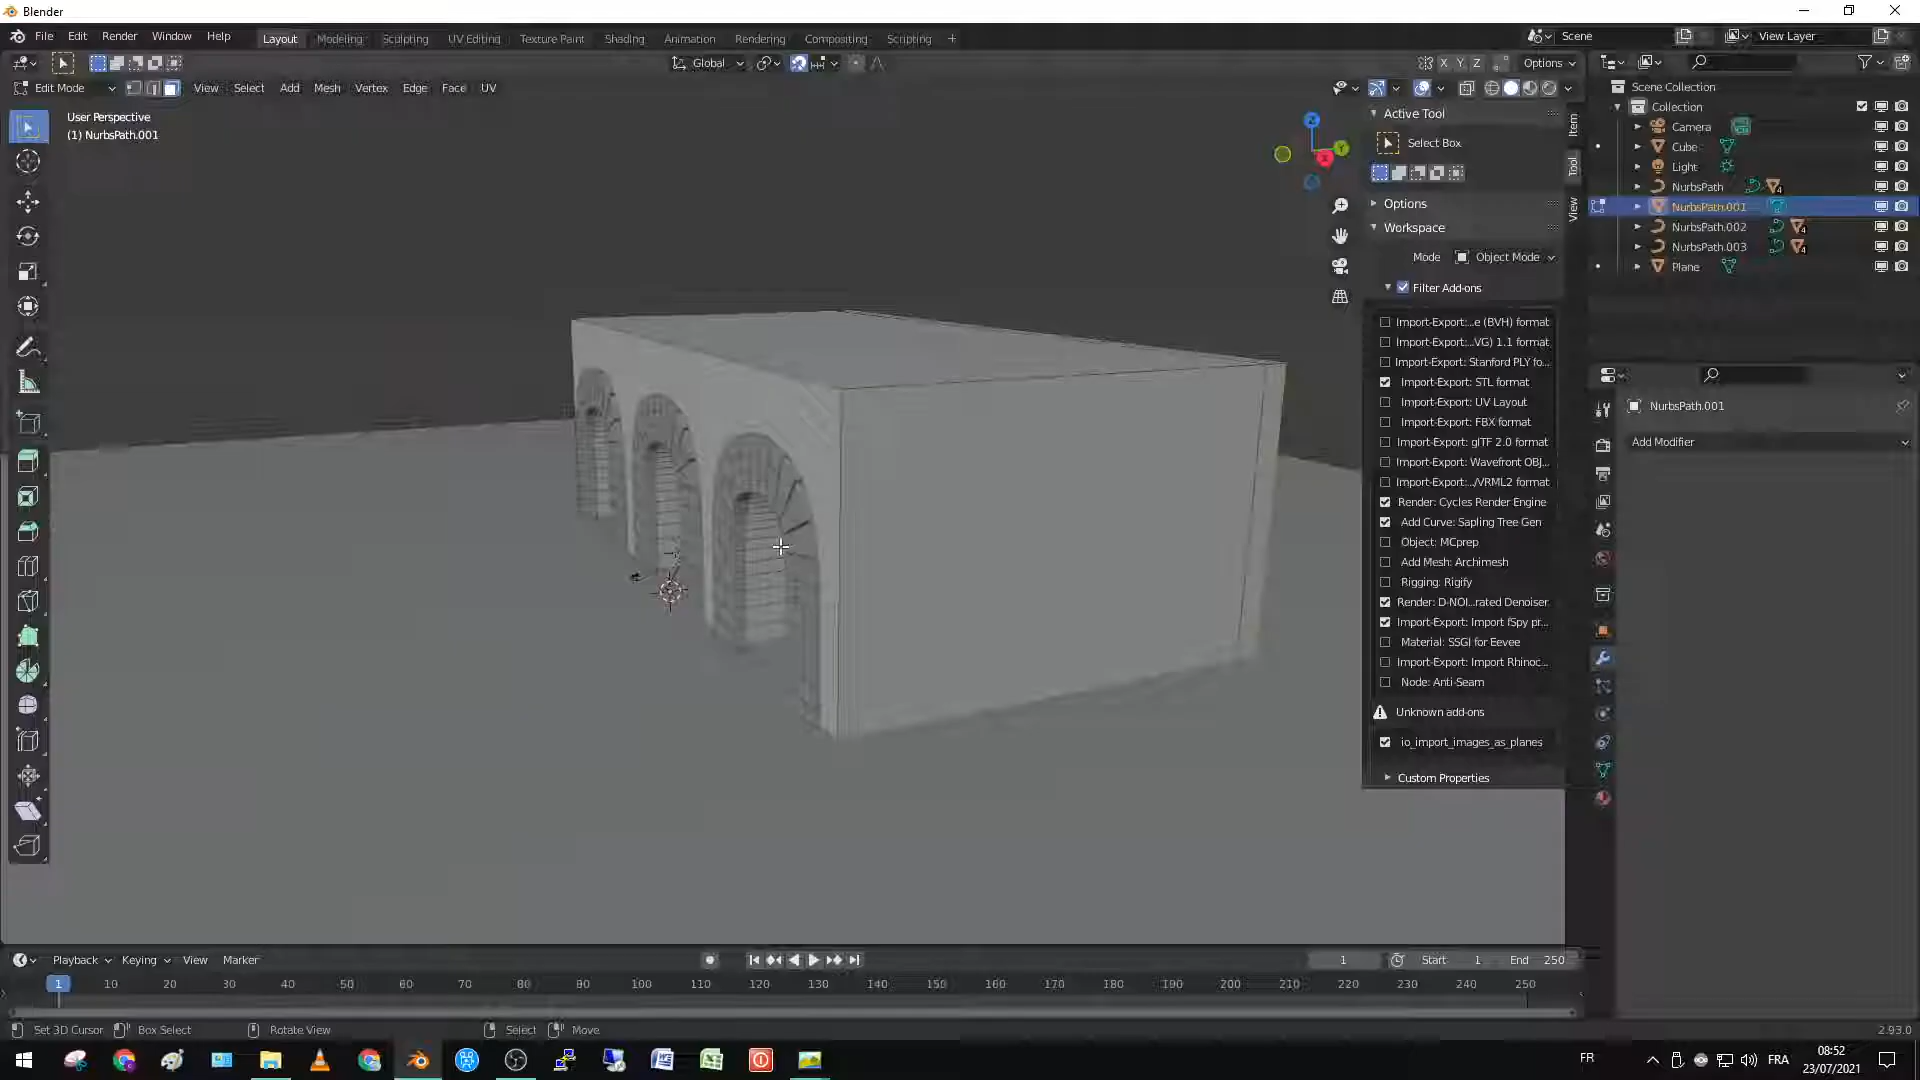 Blender
File Edit Render Window Help Layout Modeling Sculpting UV Editing Texture Paint Shading Animation Rendering Compositing Scripting + Scene View Layer
Global X Y Z Options
Edit Mode View Select Add Mesh Vertex Edge Face UV
User Perspective
(1) NurbsPath.001
Z
Y
X
Active Tool
Select Box
Options
Workspace
Mode Object Mode
Filter Add-ons
Import-Export:...e (BVH) format
Import-Export:...VG) 1.1 format
Import-Export: Stanford PLY fo...
Import-Export: STL format
Import-Export: UV Layout
Import-Export: FBX format
Import-Export: glTF 2.0 format
Import-Export: Wavefront OBJ...
Import-Export: .../VRML2 format
Render: Cycles Render Engine
Add Curve: Sapling Tree Gen
Object: MCprep
Add Mesh: Archimesh
Rigging: Rigify
Render: D-NOI...rated Denoiser
Import-Export: Import fSpy pr...
Material: SSGI for Eevee
Import-Export: Import Rhinoc...
Node: Anti-Seam
Unknown add-ons
io_import_images_as_planes
Custom Properties
Item
Tool
View
Scene Collection
Collection
Camera
Cube
Light
NurbsPath 4
NurbsPath.001
NurbsPath.002 4
NurbsPath.003 4
Plane
NurbsPath.001
Add Modifier
Playback Keying View Marker 1 Start 1 End 250
1 10 20 30 40 50 60 70 80 90 100 110 120 130 140 150 160 170 180 190 200 210 220 230 240 250
Set 3D Cursor Box Select Rotate View Select Move 2.93.0
FR FRA 08:52
23/07/2021